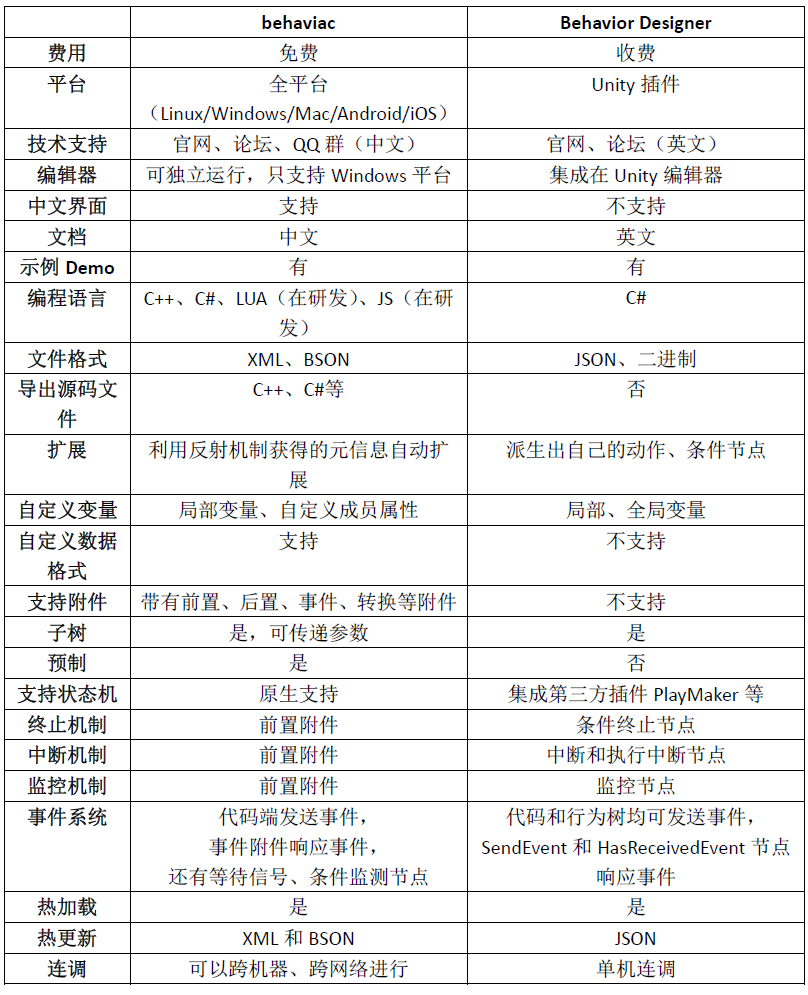 behaviac Behavior Designer
费用 免费 收费
平台 全平台 Unity 插件
（Linux/Windows/Mac/Android/iOS）
技术支持 官网、论坛、QQ 群（中文） 官网、论坛（英文）
编辑器 可独立运行，只支持 Windows 平台 集成在 Unity 编辑器
中文界面 支持 不支持
文档 中文 英文
示例 Demo 有 有
编程语言 C++、C#、LUA（在研发）、JS（在研 C#
发）
文件格式 XML、BSON JSON、二进制
导出源码文 C++、C#等 否
件
扩展 利用反射机制获得的元信息自动扩 派生出自己的动作、条件节点
展
自定义变量 局部变量、自定义成员属性 局部、全局变量
自定义数据 支持 不支持
格式
支持附件 带有前置、后置、事件、转换等附件 不支持
子树 是，可传递参数 是
预制 是 否
支持状态机 原生支持 集成第三方插件 PlayMaker 等
终止机制 前置附件 条件终止节点
中断机制 前置附件 中断和执行中断节点
监控机制 前置附件 监控节点
事件系统 代码端发送事件， 代码和行为树均可发送事件，
事件附件响应事件， SendEvent 和 HasReceivedEvent 节点
还有等待信号、条件监测节点 响应事件
热加载 是 是
热更新 XML 和 BSON JSON
连调 可以跨机器、跨网络进行 单机连调